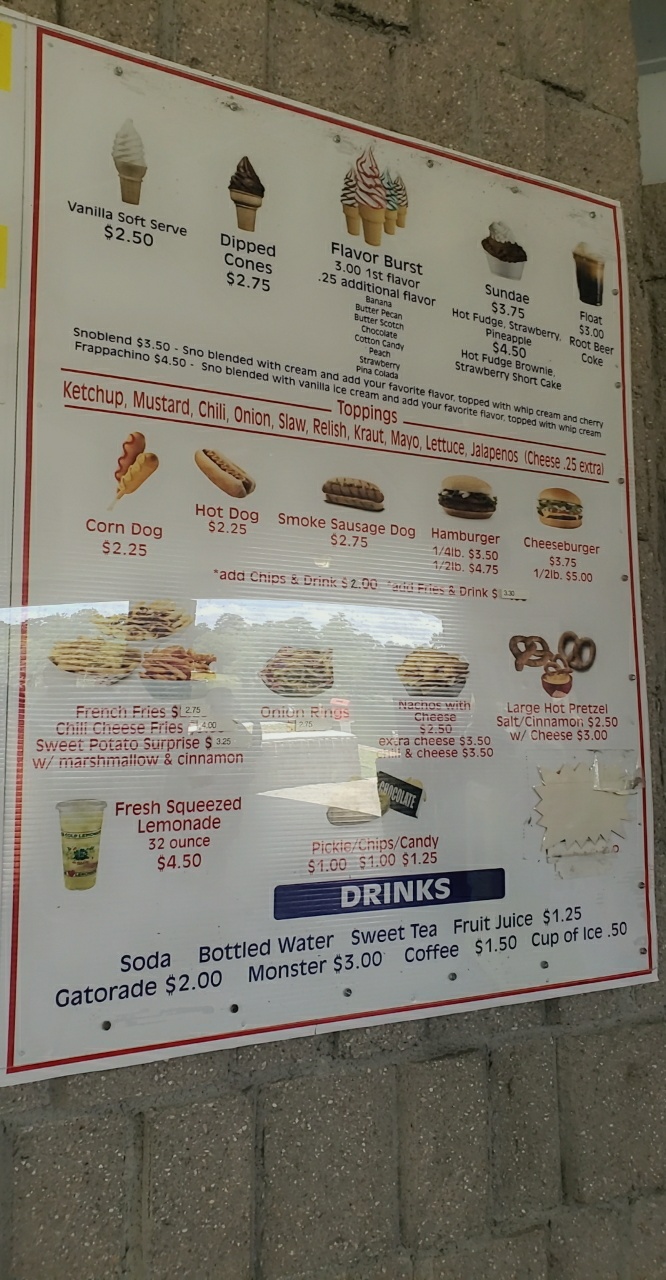 Vanilla Soft Serve
$2.50
Dipped
Cones
$2.75
Flavor Burst
3.00 1st flavor
.25 additional flavor
Banana
Butter Pecan
Butter Scotch
Chocolate
Cotton Candy
Peach
Strawberry
Pina Colada
Sundae
$3.75
Hot Fudge, Strawberry,
Pineapple
$4.50
Hot Fudge Brownie,
Strawberry Short Cake
Float
$3.00
Root Beer
Coke
Snoblend $3.50 - Sno blended with cream and add your favorite flavor, topped with whip cream and cherry
Frappachino $4.50 - Sno blended with vanilla ice cream and add your favorite flavor, topped with whip cream
Toppings
Ketchup, Mustard, Chili, Onion, Slaw, Relish, Kraut, Mayo, Lettuce, Jalapenos (Cheese .25 extra)
Corn Dog
$2.25
Hot Dog
$2.25
Smoke Sausage Dog
$2.75
Hamburger
1/4lb. $3.50
1/2lb. $4.75
Cheeseburger
$3.75
1/2lb. $5.00
*add Chips & Drink $2.00 *add Fries & Drink $ 3.30
French Fries $ 2.75
Chili Cheese Fries 4.00
Sweet Potato Surprise $ 3.25
w/ marshmallow & cinnamon
Onion Rings
$ 2.75
Nachos with
Cheese
$2.50
extra cheese $3.50
chili & cheese $3.50
Large Hot Pretzel
Salt/Cinnamon $2.50
w/ Cheese $3.00
Fresh Squeezed
Lemonade
32 ounce
$4.50
CHOCOLATE
Pickle/Chips/Candy
$1.00 $1.00 $1.25
DRINKS
Soda Bottled Water Sweet Tea Fruit Juice $1.25
Gatorade $2.00 Monster $3.00 Coffee $1.50 Cup of Ice .50